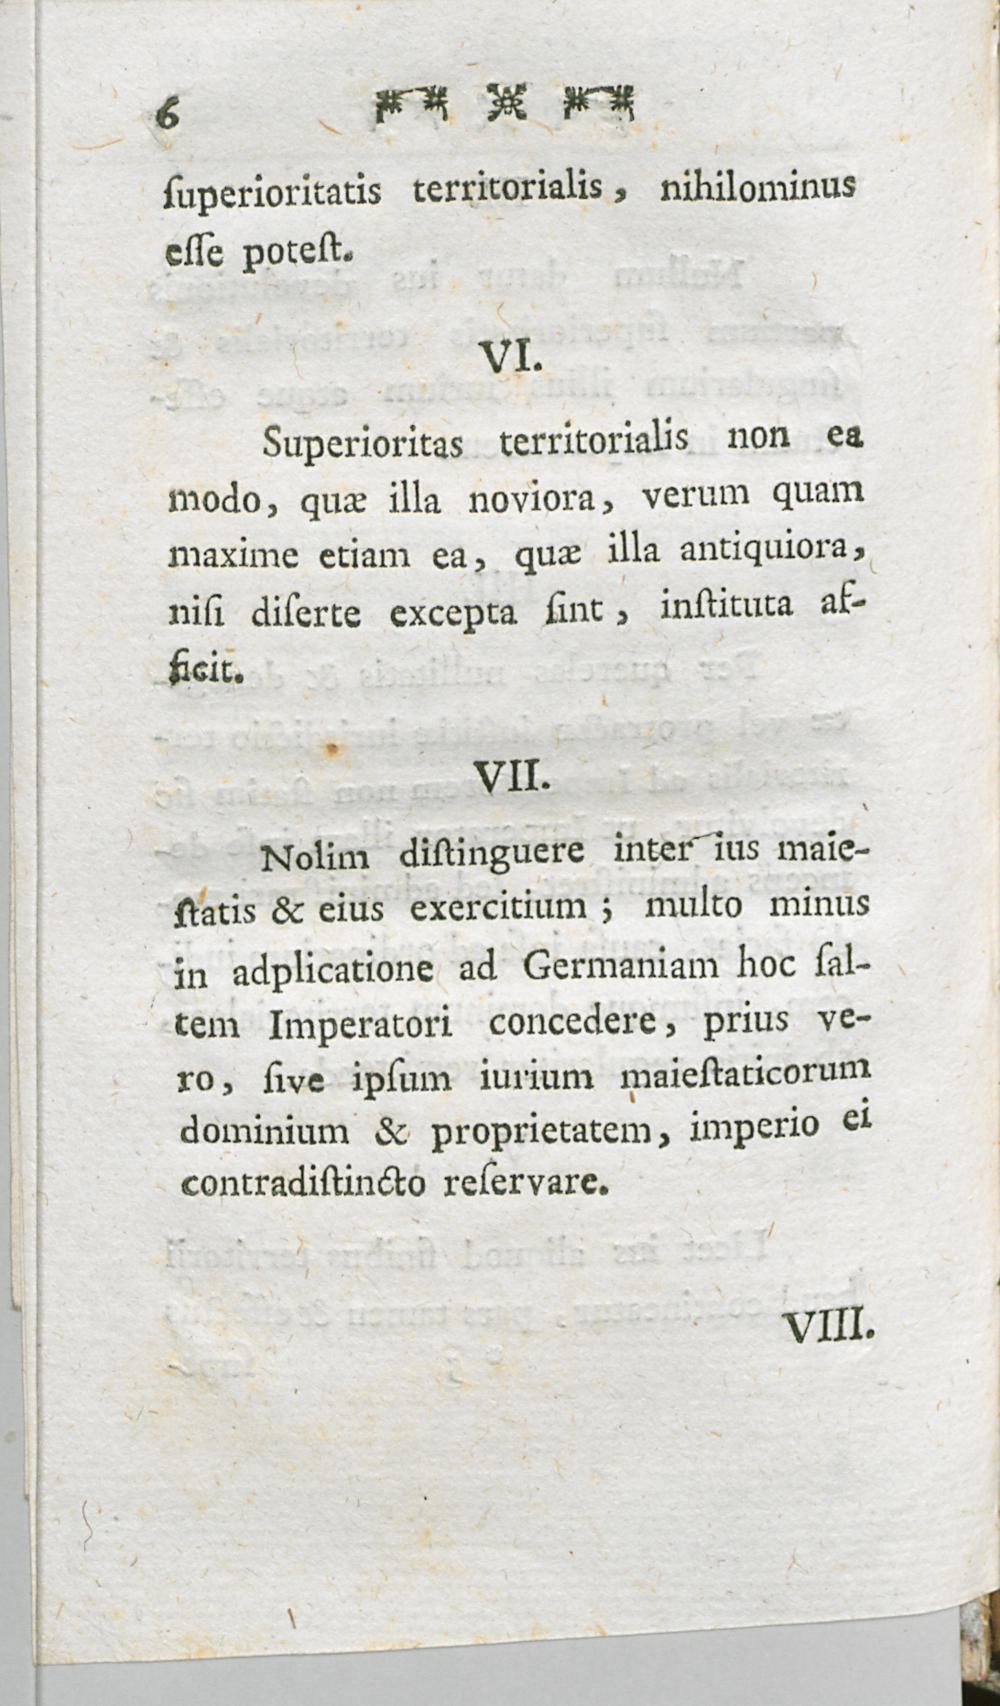 6
ſuperioritatis territorialis, nihilominus
eſſe poteſt.
VI.
Superioritas territorialis non ea
modo, quæ illa noviora, verum quam
maxime etiam ea, quæ illa antiquiora,
niſi diſerte excepta ſint, inſtituta af-
ficit.
VII.
Nolim diſtinguere inter ius maie-
ſtatis & eius exercitium; multo minus
in adplicatione ad Germaniam hoc ſal-
tem Imperatori concedere, prius ve-
ro, ſive ipſum iurium maieſtaticorum
dominium & proprietatem, imperio ei
contradiſtincto reſervare.
VIII.